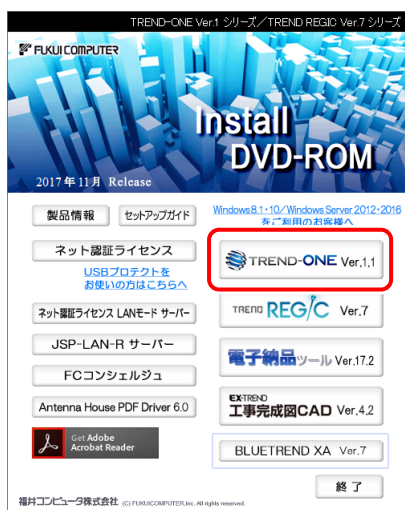 TREND-ONE Ver.1 シリーズ／TREND REGIC Ver.7 シリーズ
FUKUI COMPUTER
Install
DVD-ROM
2017年11月 Release
製品情報
セットアップガイド
Windows8.1・10／Windows Server 2012・2016
をご利用のお客様へ
ネット認証ライセンス
USBプロテクトを
お使いの方はこちらへ
TREND-ONE Ver.1.1
ネット認証ライセンス LANモード サーバー
TREND REGIC Ver.7
JSP-LAN-R サーバー
電子納品ツール Ver.17.2
FCコンシェルジュ
Antenna House PDF Driver 6.0
EX-TREND
工事完成図CAD Ver.4.2
Get Adobe
Acrobat Reader
BLUETREND XA Ver.7
終 了
福井コンピュータ株式会社 (C) FUKUICOMPUTER,Inc. All rights reserved.